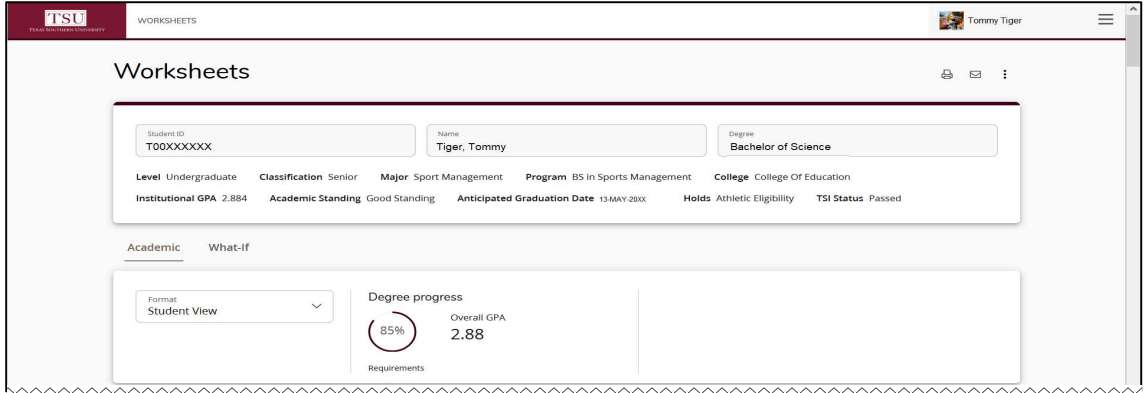 TSU
TEXAS SOUTHERN UNIVERSITY
WORKSHEETS
Tommy Tiger
Worksheets
Student ID
T00XXXXXX
Name
Tiger, Tommy
Degree
Bachelor of Science
Level Undergraduate Classification Senior Major Sport Management Program BS in Sports Management College College Of Education
Institutional GPA 2.884 Academic Standing Good Standing Anticipated Graduation Date 13-MAY-20XX Holds Athletic Eligibility TSI Status Passed
Academic What-If
Format
Student View
Degree progress
85%
Requirements
Overall GPA
2.88